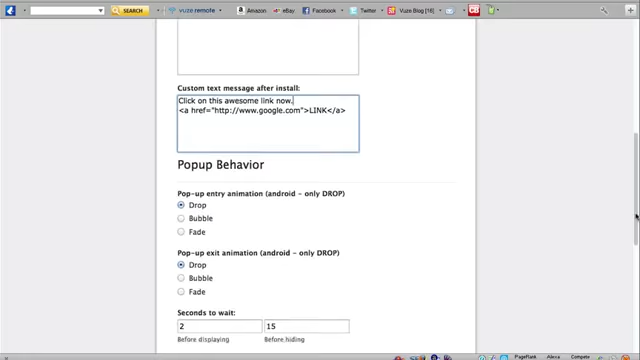 SEARCH vuze.remote Amazon eBay Facebook Twitter Vuze Blog [16]
Custom text message after install:
Click on this awesome link now.
<a href="http://www.google.com">LINK</a>
Popup Behavior
Pop-up entry animation (android - only DROP)
Drop
Bubble
Fade
Pop-up exit animation (android - only DROP)
Drop
Bubble
Fade
Seconds to wait:
2 15
Before displaying Before hiding
PageRank Alexa Compete